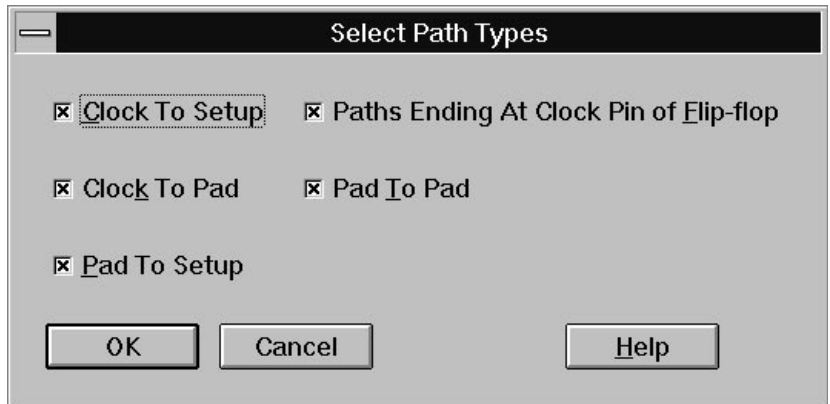 Select Path Types
Clock To Setup
Paths Ending At Clock Pin of Flip-flop
Clock To Pad
Pad To Pad
Pad To Setup
OK
Cancel
Help